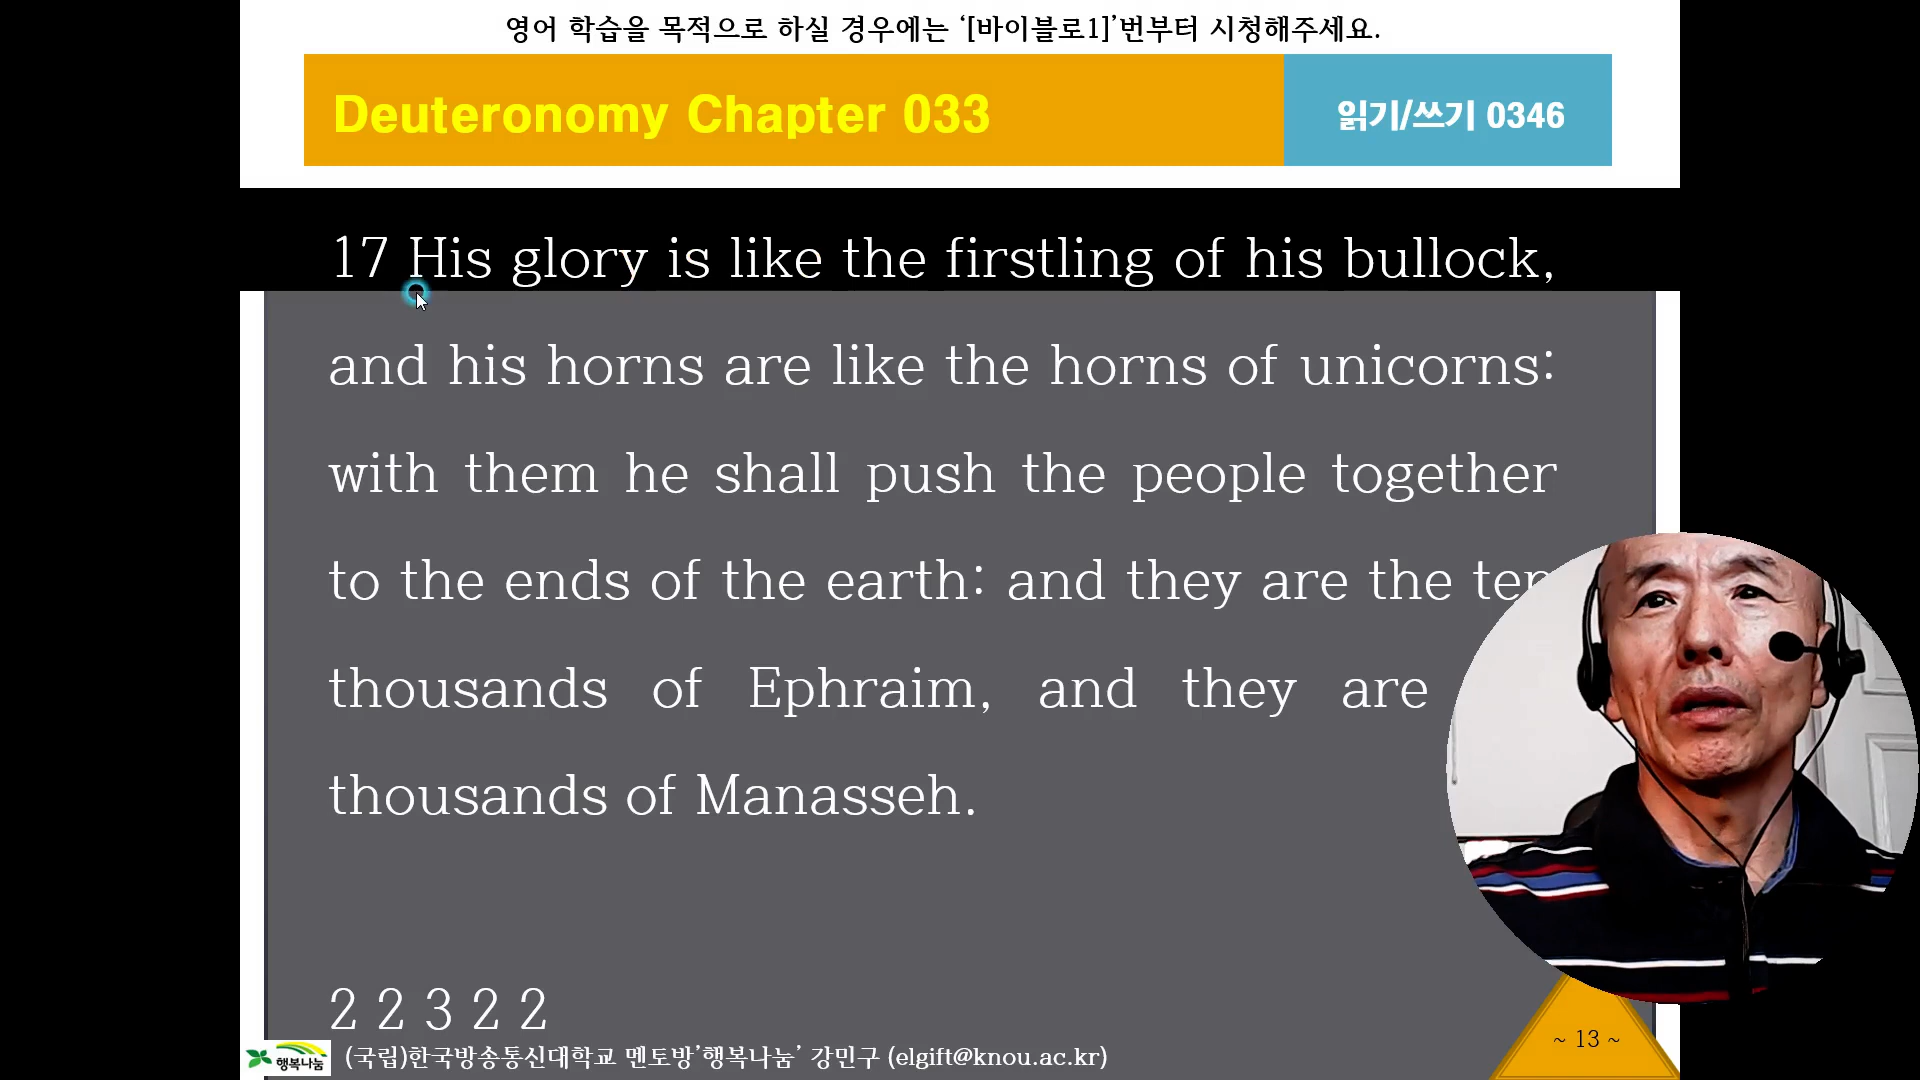 영어 학습을 목적으로 하실 경우에는 ‘[바이블로1]’번부터 시청해주세요.
Deuteronomy Chapter 033
읽기/쓰기 0346
17 His glory is like the firstling of his bullock,
and his horns are like the horns of unicorns:
with them he shall push the people together
to the ends of the earth: and they are the
thousands of Ephraim, and they are
thousands of Manasseh.
2 2 3 2 2
행복나눔
(국립)한국방송통신대학교 멘토방’행복나눔’ 강민구 (elgift@knou.ac.kr)
~ 13 ~